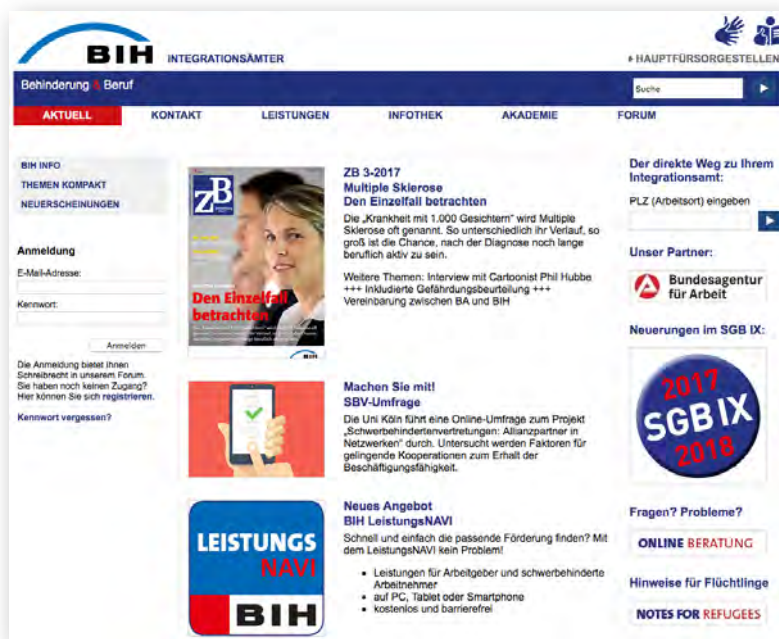 BIH INTEGRATIONSÄMTER
HAUPTFÜRSORGESTELLEN
Behinderung & Beruf
Suche
AKTUELL KONTAKT LEISTUNGEN INFOTHEK AKADEMIE FORUM
BIH INFO
THEMEN KOMPAKT
NEUERSCHEINUNGEN
Anmeldung
E-Mail-Adresse:
Kennwort:
Anmelden
Die Anmeldung bietet Ihnen
Schreibrecht in unserem Forum.
Sie haben noch keinen Zugang?
Hier können Sie sich registrieren.
Kennwort vergessen?
ZB
Den Einzelfall
betrachten
BIH
ZB 3-2017
Multiple Sklerose
Den Einzelfall betrachten
Die „Krankheit mit 1.000 Gesichtern" wird Multiple
Sklerose oft genannt. So unterschiedlich ihr Verlauf, so
groß ist die Chance, nach der Diagnose noch lange
beruflich aktiv zu sein.
Weitere Themen: Interview mit Cartoonist Phil Hubbe
+++ Inkludierte Gefährdungsbeurteilung +++
Vereinbarung zwischen BA und BIH
Machen Sie mit!
SBV-Umfrage
Die Uni Köln führt eine Online-Umfrage zum Projekt
„Schwerbehindertenvertretungen: Allianzpartner in
Netzwerken" durch. Untersucht werden Faktoren für
gelingende Kooperationen zum Erhalt der
Beschäftigungsfähigkeit.
LEISTUNGS
NAVI
BIH
Neues Angebot
BIH LeistungsNAVI
Schnell und einfach die passende Förderung finden? Mit
dem LeistungsNAVI kein Problem!
• Leistungen für Arbeitgeber und schwerbehinderte
Arbeitnehmer
• auf PC, Tablet oder Smartphone
• kostenlos und barrierefrei
Der direkte Weg zu Ihrem
Integrationsamt:
PLZ (Arbeitsort) eingeben
Unser Partner:
Bundesagentur
für Arbeit
Neuerungen im SGB IX:
2017
SGB IX
2018
Fragen? Probleme?
ONLINE BERATUNG
Hinweise für Flüchtlinge
NOTES FOR REFUGEES